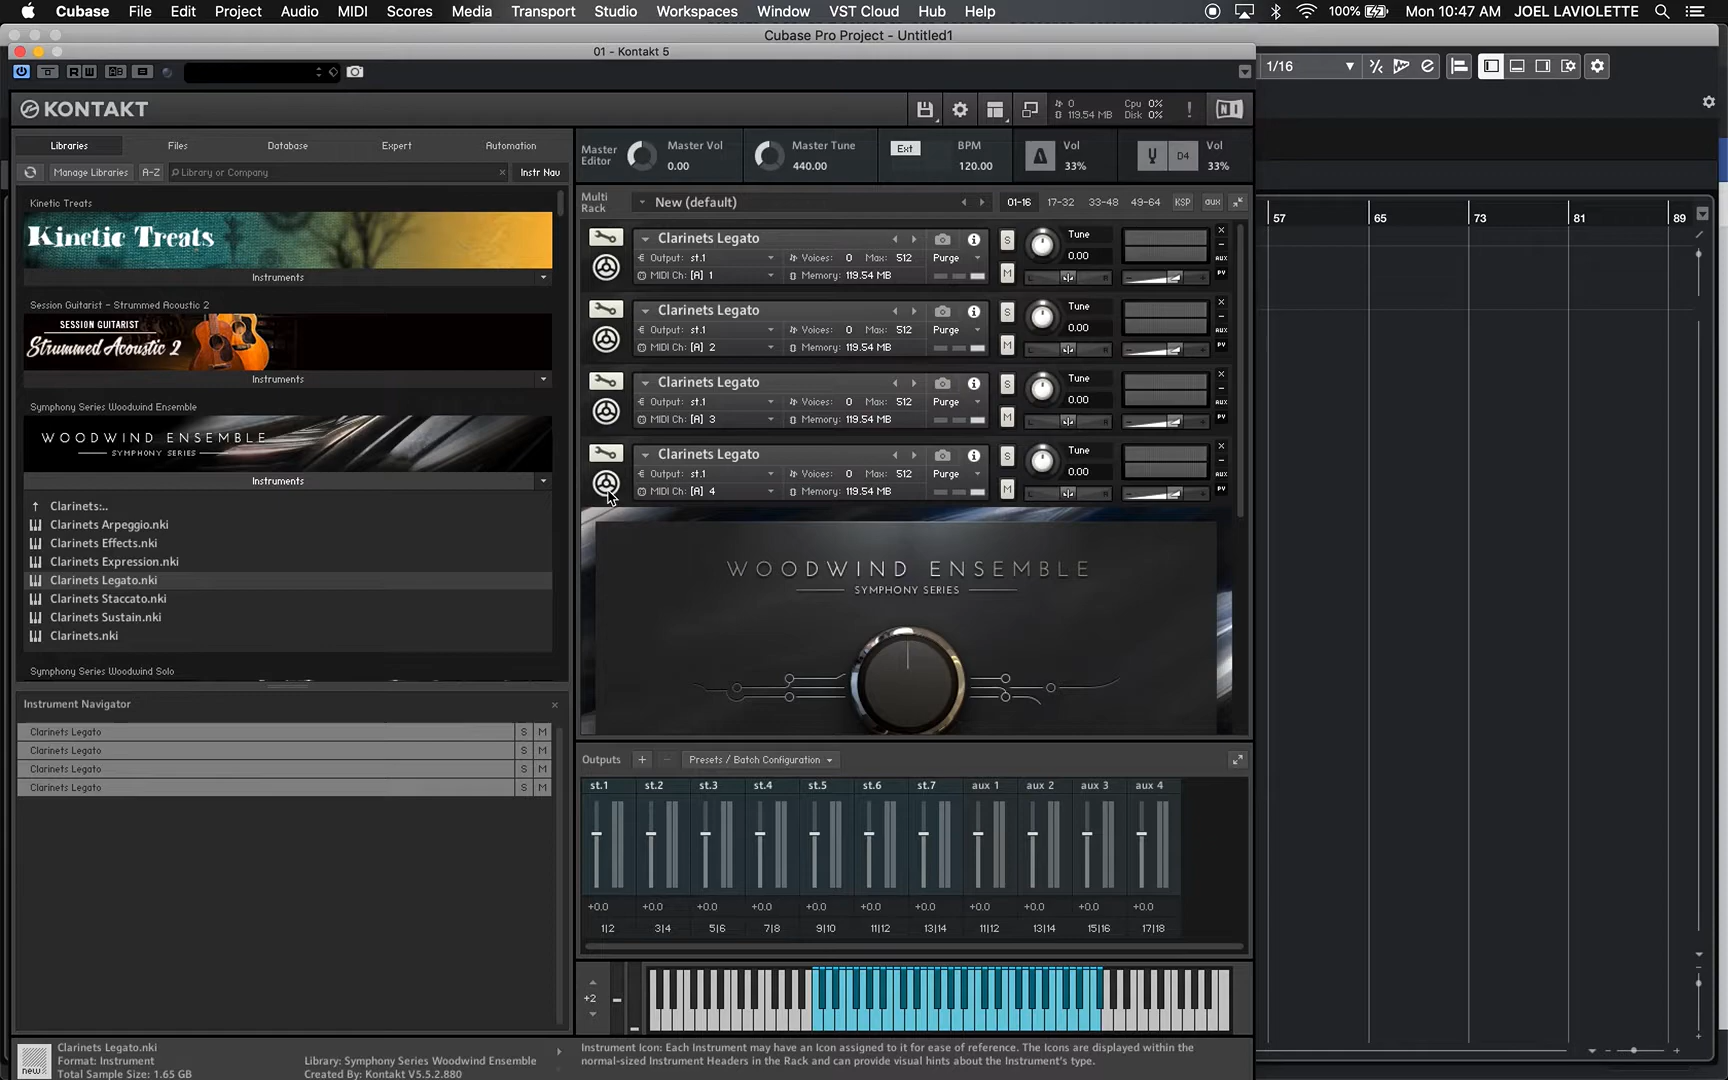 Cubase File Edit Project Audio MIDI Scores Media Transport Studio Workspaces Window VST Cloud Hub Help 100% Mon 10:47 AM JOEL LAVIOLETTE
Cubase Pro Project - Untitled1
01 - Kontakt 5
R W 1/16
KONTAKT
0
119.54 MB
Cpu 0%
Disk 0%
!
Libraries Files Database Expert Automation
Manage Libraries A-Z Library or Company Instr Nav
Master Editor
Master Vol
0.00
Master Tune
440.00
Ext
BPM
120.00
Vol
33%
D4
Vol
33%
Multi Rack
New (default)
01-16 17-32 33-48 49-64 KSP aux
57 65 73 81 89
Kinetic Treats
Kinetic Treats
Instruments
Session Guitarist - Strummed Acoustic 2
SESSION GUITARIST
Strummed Acoustic 2
Instruments
Symphony Series Woodwind Ensemble
WOODWIND ENSEMBLE
SYMPHONY SERIES
Instruments
Clarinets:..
Clarinets Arpeggio.nki
Clarinets Effects.nki
Clarinets Expression.nki
Clarinets Legato.nki
Clarinets Staccato.nki
Clarinets Sustain.nki
Clarinets.nki
Symphony Series Woodwind Solo
Clarinets Legato
Output: st.1 Voices: 0 Max: 512 Purge
MIDI Ch: [A] 1 Memory: 119.54 MB
S M Tune 0.00 L R AUX PV
Clarinets Legato
Output: st.1 Voices: 0 Max: 512 Purge
MIDI Ch: [A] 2 Memory: 119.54 MB
S M Tune 0.00 L R AUX PV
Clarinets Legato
Output: st.1 Voices: 0 Max: 512 Purge
MIDI Ch: [A] 3 Memory: 119.54 MB
S M Tune 0.00 L R AUX PV
Clarinets Legato
Output: st.1 Voices: 0 Max: 512 Purge
MIDI Ch: [A] 4 Memory: 119.54 MB
S M Tune 0.00 L R AUX PV
WOODWIND ENSEMBLE
SYMPHONY SERIES
Instrument Navigator
Clarinets Legato S M
Clarinets Legato S M
Clarinets Legato S M
Clarinets Legato S M
Outputs + - Presets / Batch Configuration
st.1 st.2 st.3 st.4 st.5 st.6 st.7 aux 1 aux 2 aux 3 aux 4
+0.0 +0.0 +0.0 +0.0 +0.0 +0.0 +0.0 +0.0 +0.0 +0.0 +0.0
1|2 3|4 5|6 7|8 9|10 11|12 13|14 11|12 13|14 15|16 17|18
+2
new
Clarinets Legato.nki
Format: Instrument
Total Sample Size: 1.65 GB
Library: Symphony Series Woodwind Ensemble
Created By: Kontakt V5.5.2.880
Instrument Icon: Each Instrument may have an Icon assigned to it for ease of reference. The Icons are displayed within the
normal-sized Instrument Headers in the Rack and can provide visual hints about the Instrument's type.